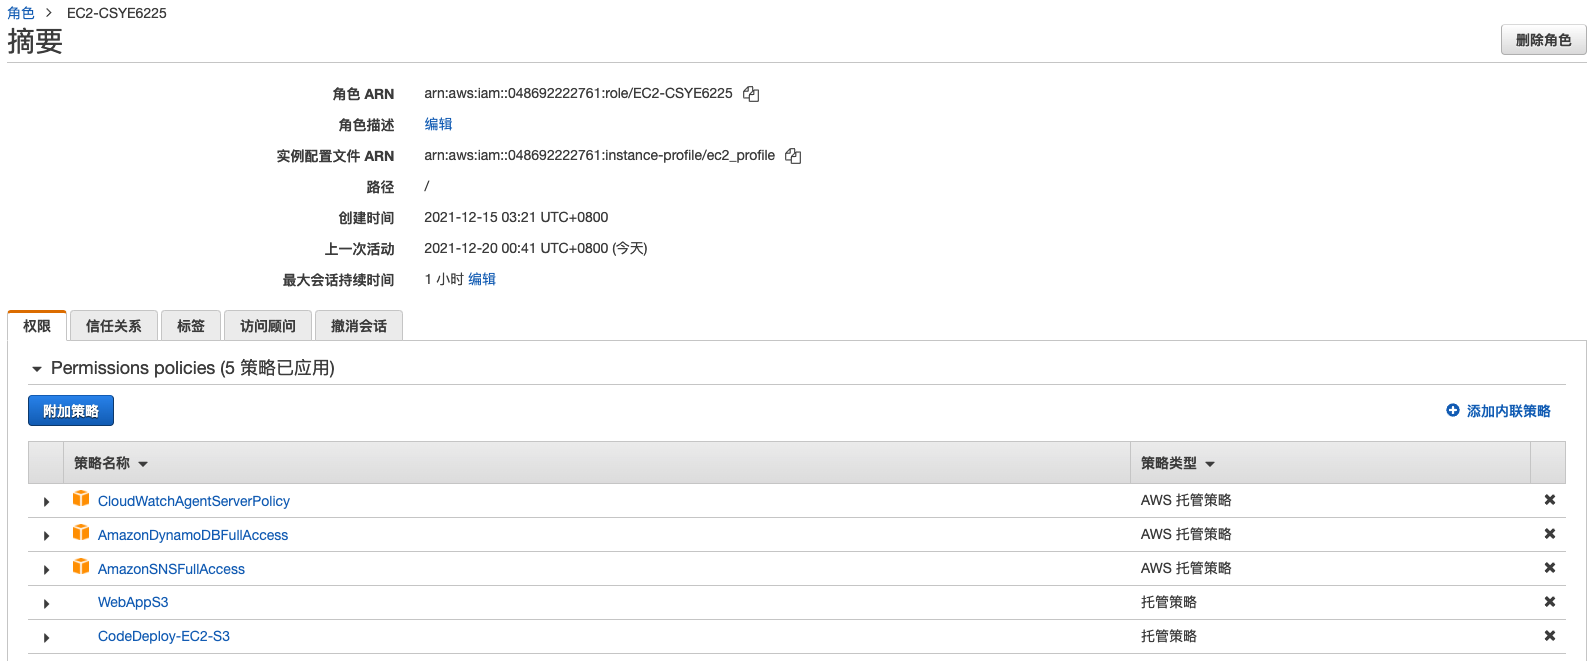 角色 > EC2-CSYE6225
摘要
删除角色
角色 ARN arn:aws:iam::048692222761:role/EC2-CSYE6225
角色描述 编辑
实例配置文件 ARN arn:aws:iam::048692222761:instance-profile/ec2_profile
路径 /
创建时间 2021-12-15 03:21 UTC+0800
上一次活动 2021-12-20 00:41 UTC+0800 (今天)
最大会话持续时间 1 小时 编辑
权限 信任关系 标签 访问顾问 撤消会话
Permissions policies (5 策略已应用)
附加策略 添加内联策略
策略名称 策略类型
CloudWatchAgentServerPolicy AWS 托管策略
AmazonDynamoDBFullAccess AWS 托管策略
AmazonSNSFullAccess AWS 托管策略
WebAppS3 托管策略
CodeDeploy-EC2-S3 托管策略